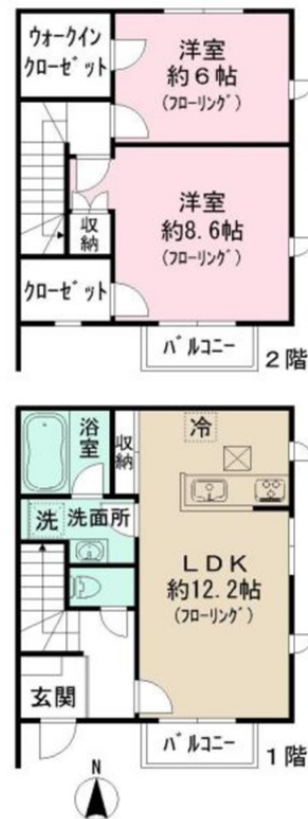 ウォークイン
クローゼット
洋室
約6帖
(フローリング)
収納
洋室
約8.6帖
(フローリング)
クローゼット
バルコニー
2階
浴室
収納
冷
洗
洗面所
LDK
約12.2帖
(フローリング)
玄関
バルコニー
1階
N